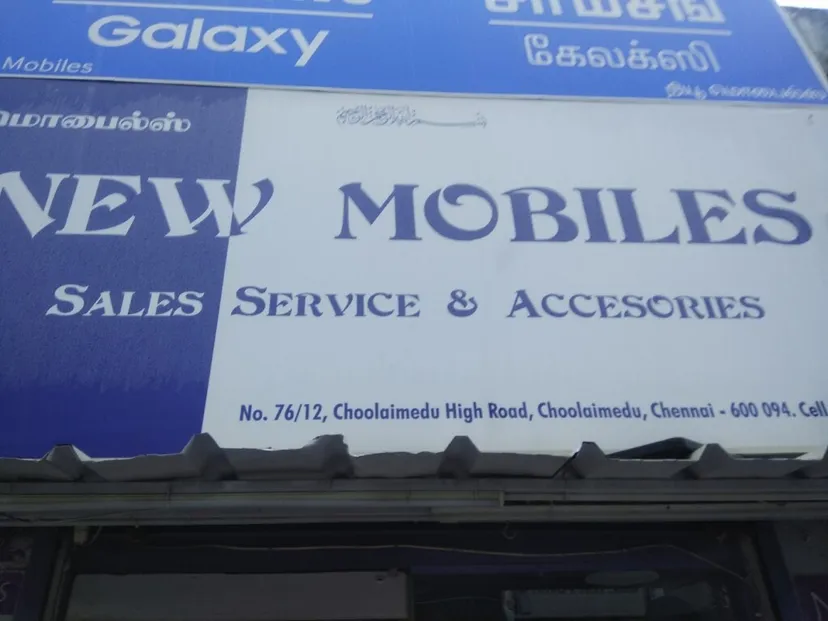 சாம்சங்
Galaxy
கேலக்ஸி
Mobiles
நியூ மொபைல்ஸ்
மொபைல்ஸ்
NEW MOBILES
SALES SERVICE & ACCESORIES
No. 76/12, Choolaimedu High Road, Choolaimedu, Chennai - 600 094. Cell